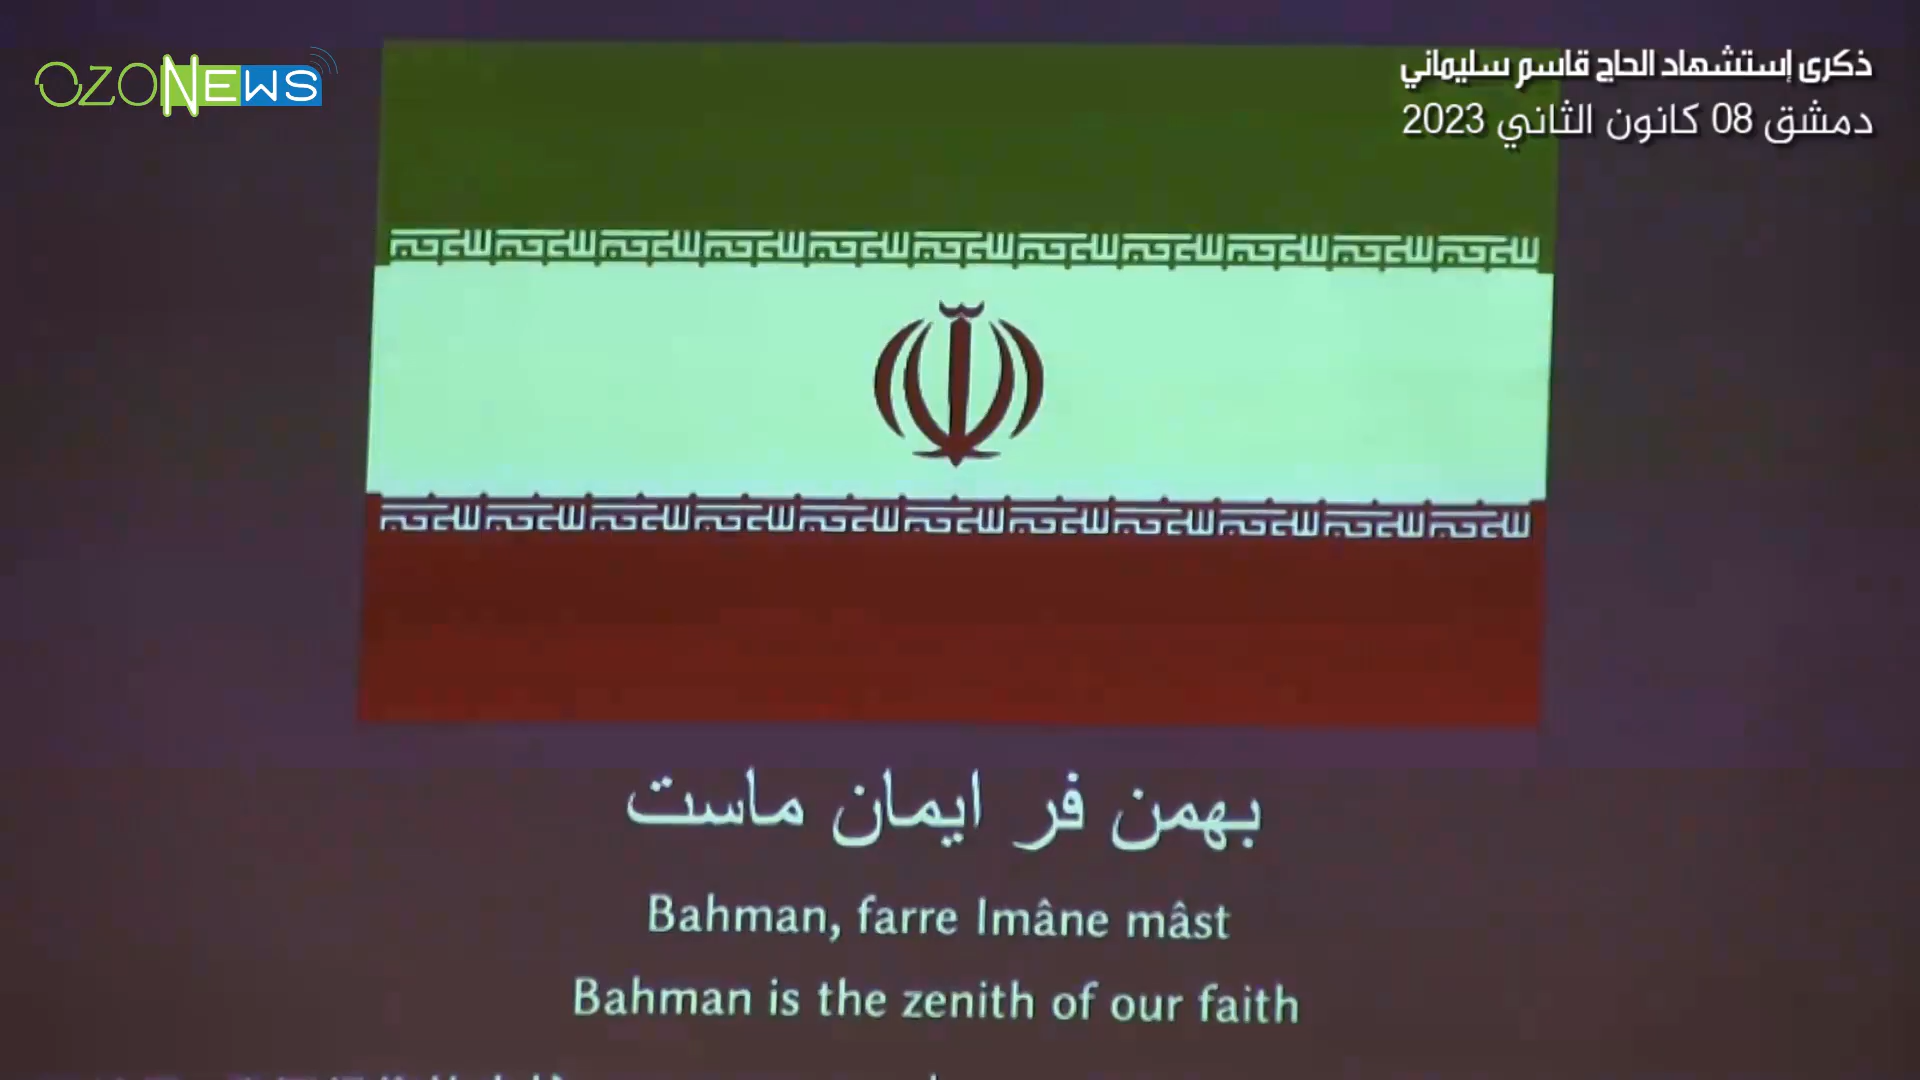 OZONEWS
ذكرى إستشهاد الحاج قاسم سليماني
دمشق 08 كانون الثاني 2023
بهمن فر ایمان ماست
Bahman, farre Imâne mâst
Bahman is the zenith of our faith